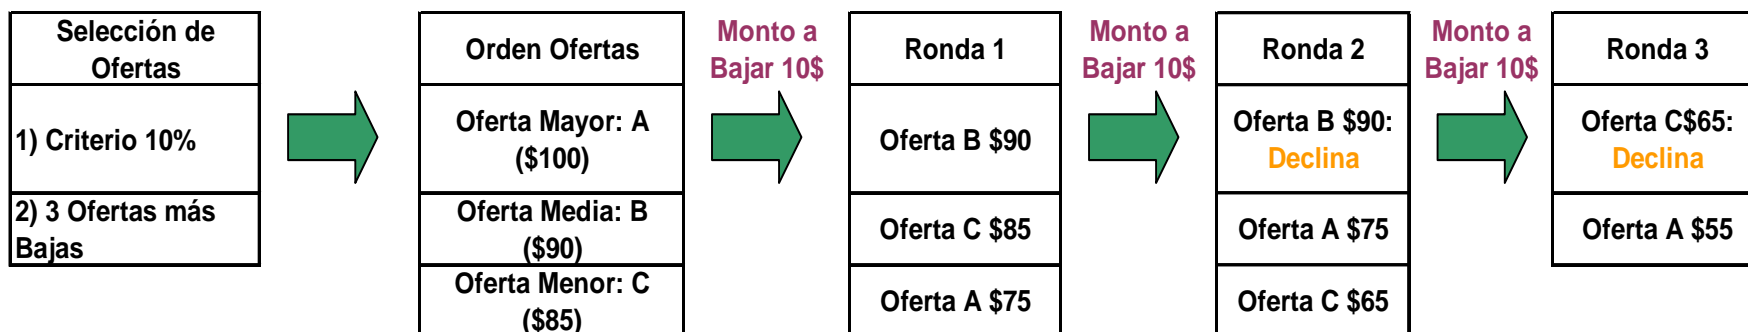 Selección de
Ofertas
1) Criterio 10%
2) 3 Ofertas más
Bajas
Orden Ofertas
Oferta Mayor: A
($100)
Oferta Media: B
($90)
Oferta Menor: C
($85)
Monto a
Bajar 10$
Ronda 1
Oferta B $90
Oferta C $85
Oferta A $75
Monto a
Bajar 10$
Ronda 2
Oferta B $90:
Declina
Oferta A $75
Oferta C $65
Monto a
Bajar 10$
Ronda 3
Oferta C$65:
Declina
Oferta A $55